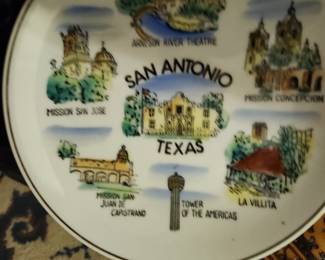 ARNESON RIVER THEATRE
SAN ANTONIO
MISSION SAN JOSE
MISSION CONCEPCION
TEXAS
MISSION SAN
JUAN DE
CAPISTRANO
TOWER
OF THE AMERICAS
LA VILLITA